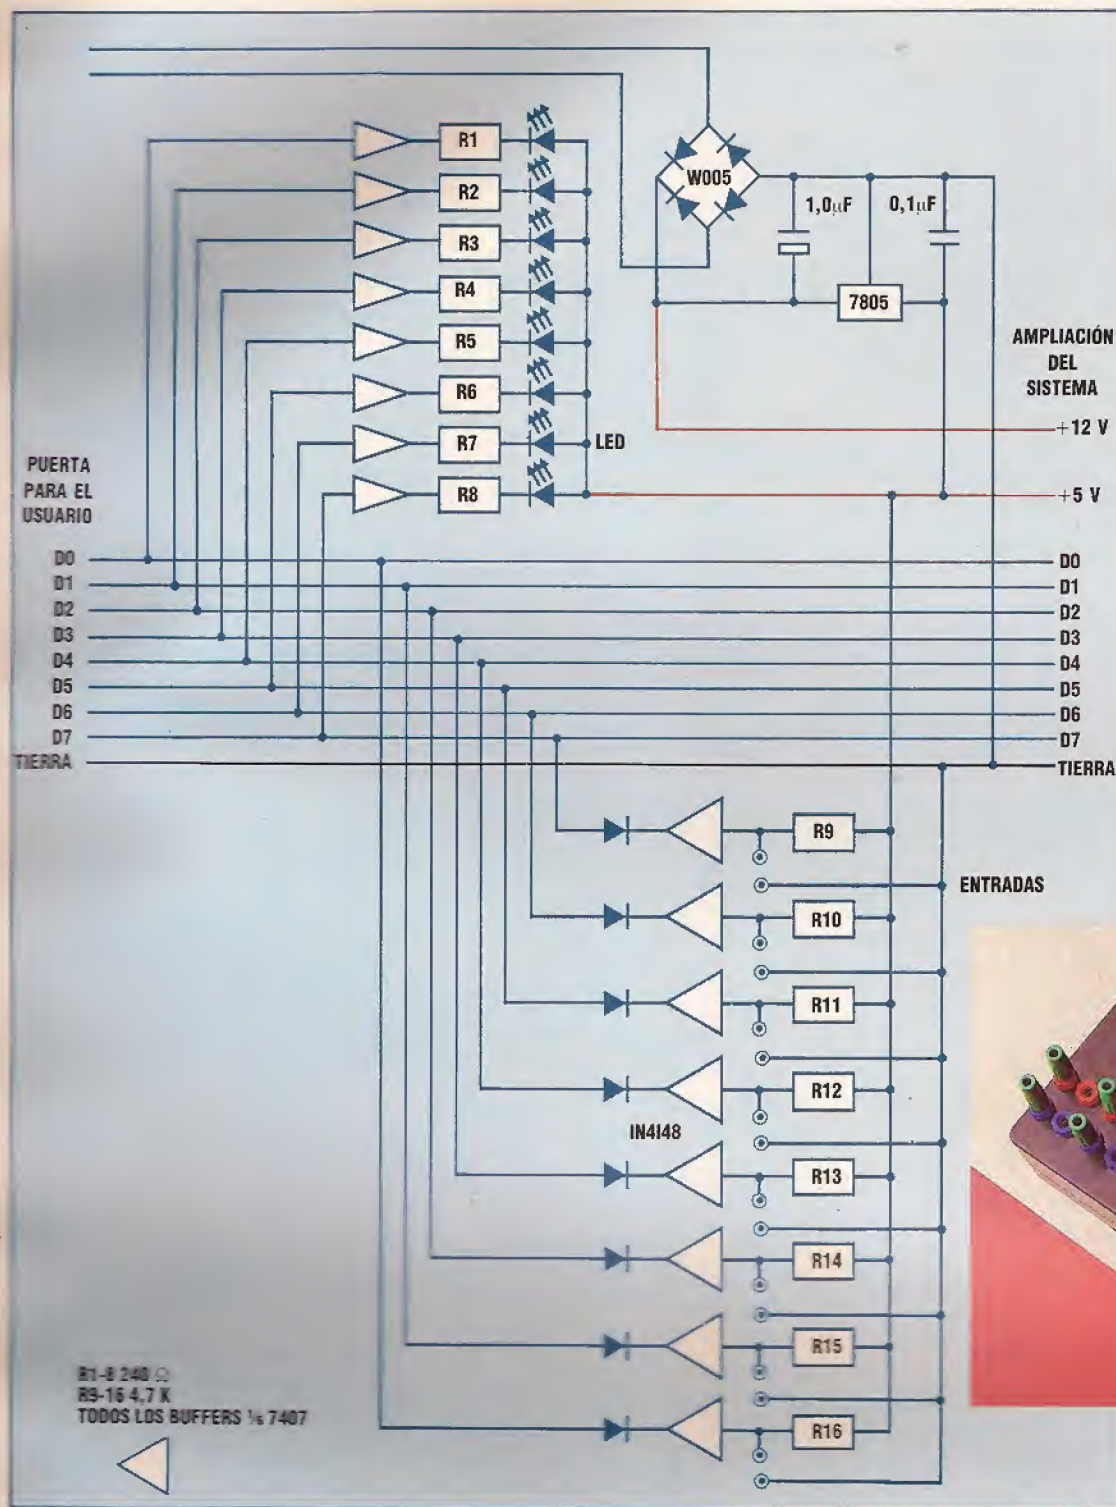 R1
R2
R3
R4
R5
R6
R7
R8
LED
W005
1,0µF
0,1µF
7805
AMPLIACIÓN
DEL
SISTEMA
+12 V
+5 V
PUERTA
PARA EL
USUARIO
D0
D1
D2
D3
D4
D5
D6
D7
TIERRA
D0
D1
D2
D3
D4
D5
D6
D7
TIERRA
R9
ENTRADAS
R10
R11
R12
IN4I48
R13
R14
R15
R16
R1-8 240 Ω
R9-16 4,7 K
TODOS LOS BUFFERS ⅙ 7407